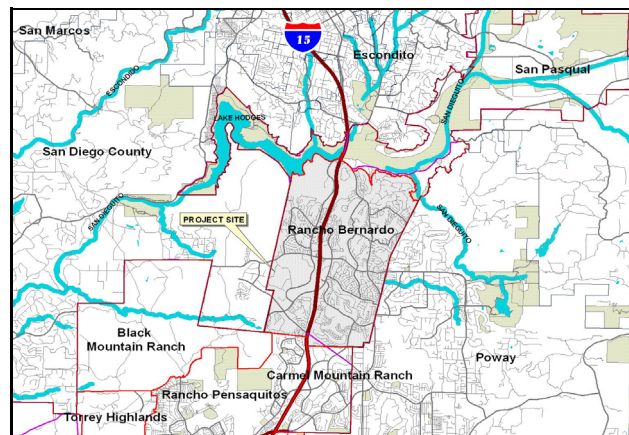 San Marcos
15
Escondito
San Pasqual
ESCONDIDO
SAN DIEGUITO
LAKE HODGES
San Diego County
SAN DIEGUITO
PROJECT SITE
SAN DIEGUITO
Rancho Bernardo
Black
Mountain Ranch
Poway
Carmel Mountain Ranch
Rancho Pensaquitos
Torrey Highlands